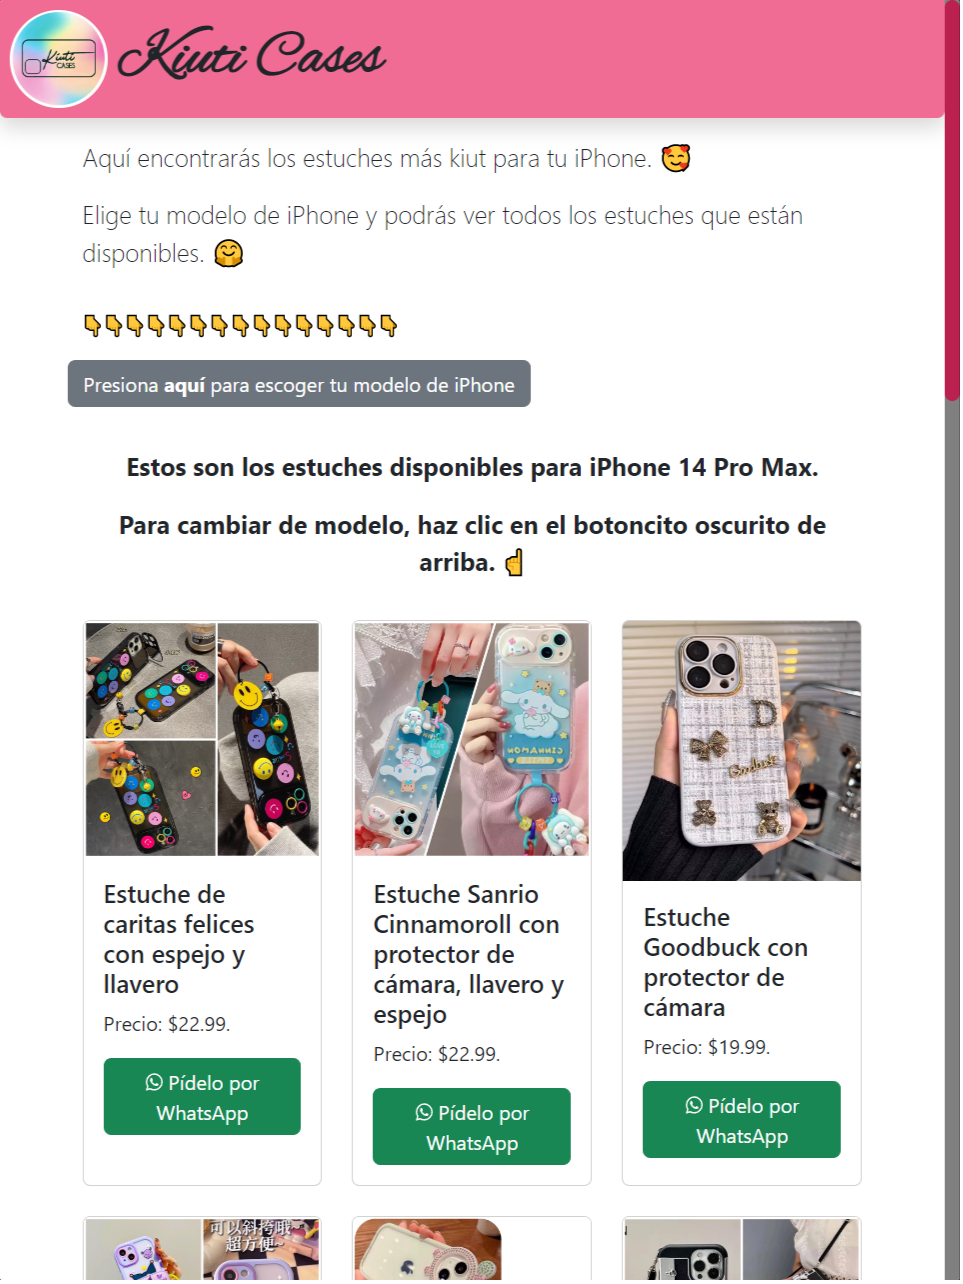 Kiuti
CASES
Kiuti Cases
Aquí encontrarás los estuches más kiut para tu iPhone. 🥰
Elige tu modelo de iPhone y podrás ver todos los estuches que están
disponibles. 🤗
👇👇👇👇👇👇👇👇👇👇👇👇👇👇👇
Presiona aquí para escoger tu modelo de iPhone
Estos son los estuches disponibles para iPhone 14 Pro Max.
Para cambiar de modelo, haz clic en el botoncito oscurito de
arriba. ☝
CINNAMOROLL
D
Goodluck
Estuche de
caritas felices
con espejo y
llavero
Precio: $22.99.
Pídelo por
WhatsApp
Estuche Sanrio
Cinnamoroll con
protector de
cámara, llavero y
espejo
Precio: $22.99.
Pídelo por
WhatsApp
Estuche
Goodbuck con
protector de
cámara
Precio: $19.99.
Pídelo por
WhatsApp
可以斜挎哦~
超方便~